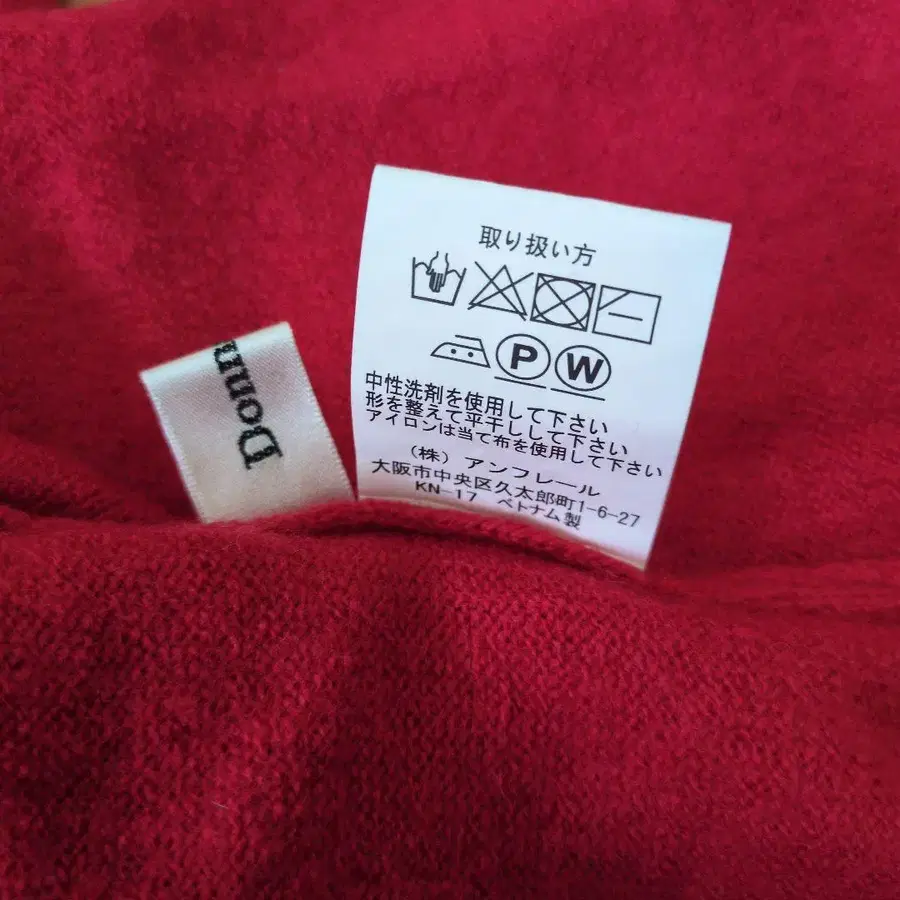 取り扱い方
P W
中性洗剤を使用して下さい
形を整えて平干しして下さい
アイロンは当て布を使用して下さい
（株）アンフレール
大阪市中央区久太郎町1-6-27
KN-17 ベトナム製